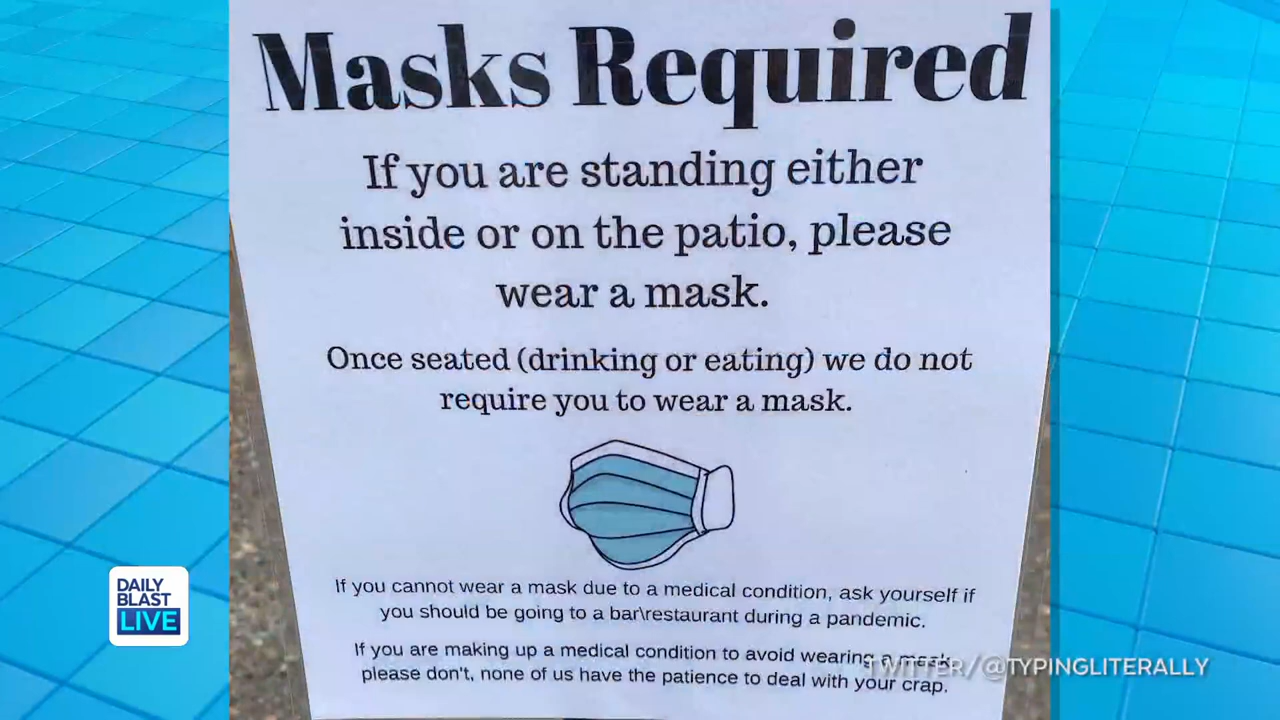 Masks Required
If you are standing either
inside or on the patio, please
wear a mask.
Once seated (drinking or eating) we do not
require you to wear a mask.
If you cannot wear a mask due to a medical condition, ask yourself if
you should be going to a bar\restaurant during a pandemic.
If you are making up a medical condition to avoid wearing a mask,
please don't, none of us have the patience to deal with your crap.
DAILY
BLAST
LIVE
TWITTER/@TYPINGLITERALLY